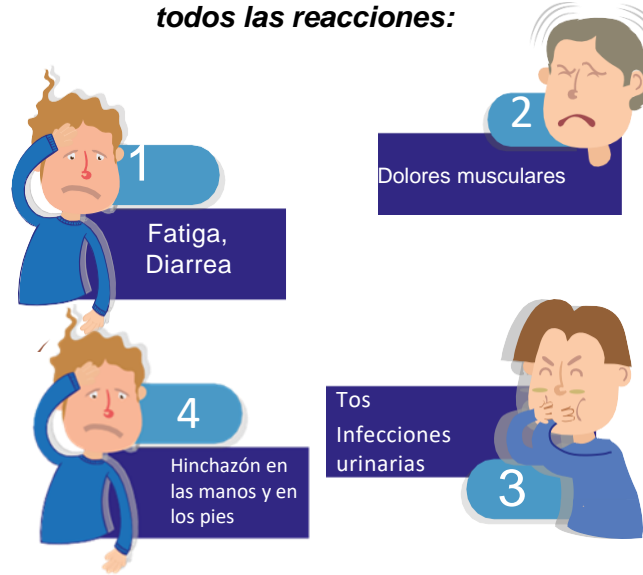 todos las reacciones:
1
Fatiga,
Diarrea
2
Dolores musculares
4
Hinchazón en
las manos y en
los pies
Tos
Infecciones
urinarias
3